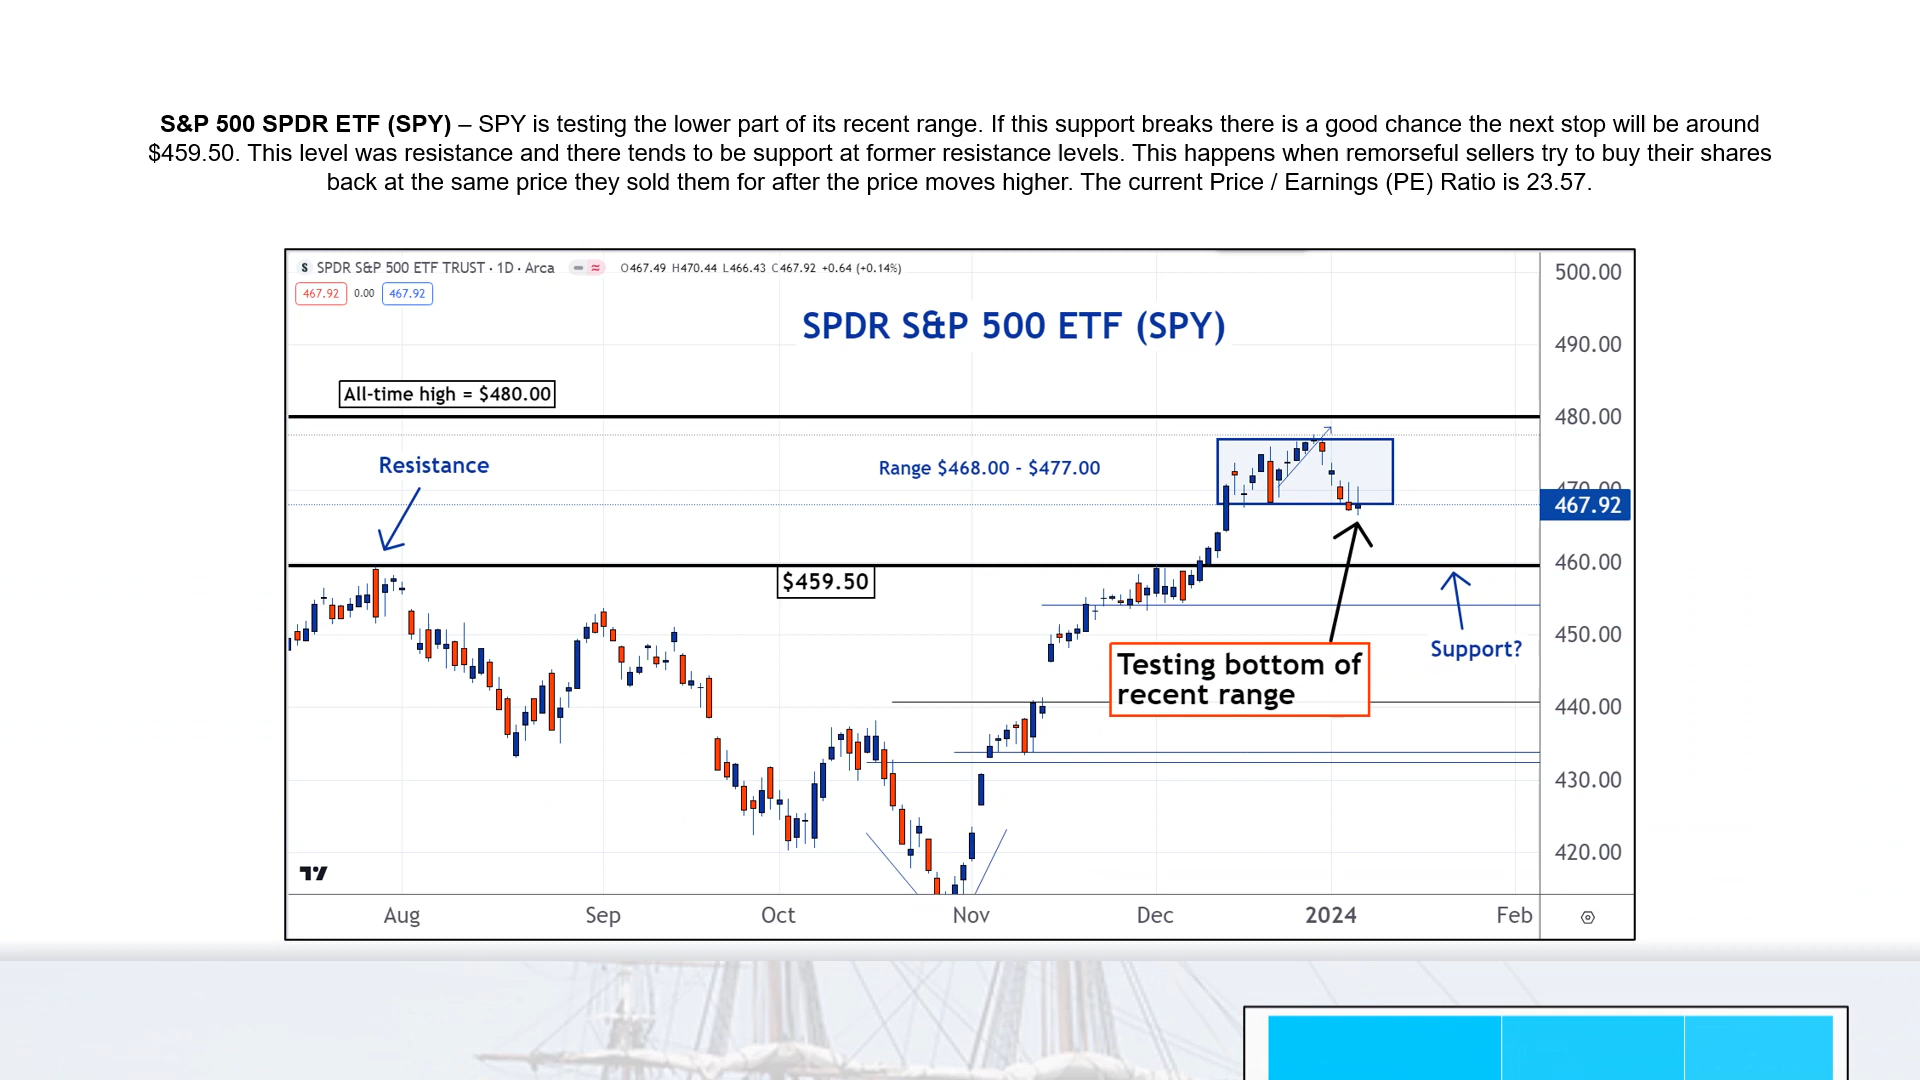 S&P 500 SPDR ETF (SPY) – SPY is testing the lower part of its recent range. If this support breaks there is a good chance the next stop will be around
$459.50. This level was resistance and there tends to be support at former resistance levels. This happens when remorseful sellers try to buy their shares
back at the same price they sold them for after the price moves higher. The current Price / Earnings (PE) Ratio is 23.57.
S SPDR S&P 500 ETF TRUST · 1D · Arca O467.49 H470.44 L466.43 C467.92 +0.64 (+0.14%)
467.92 0.00 467.92
SPDR S&P 500 ETF (SPY)
All-time high = $480.00
Resistance
Range $468.00 - $477.00
$459.50
Support?
Testing bottom of
recent range
500.00
490.00
480.00
470.00
467.92
460.00
450.00
440.00
430.00
420.00
Aug Sep Oct Nov Dec 2024 Feb